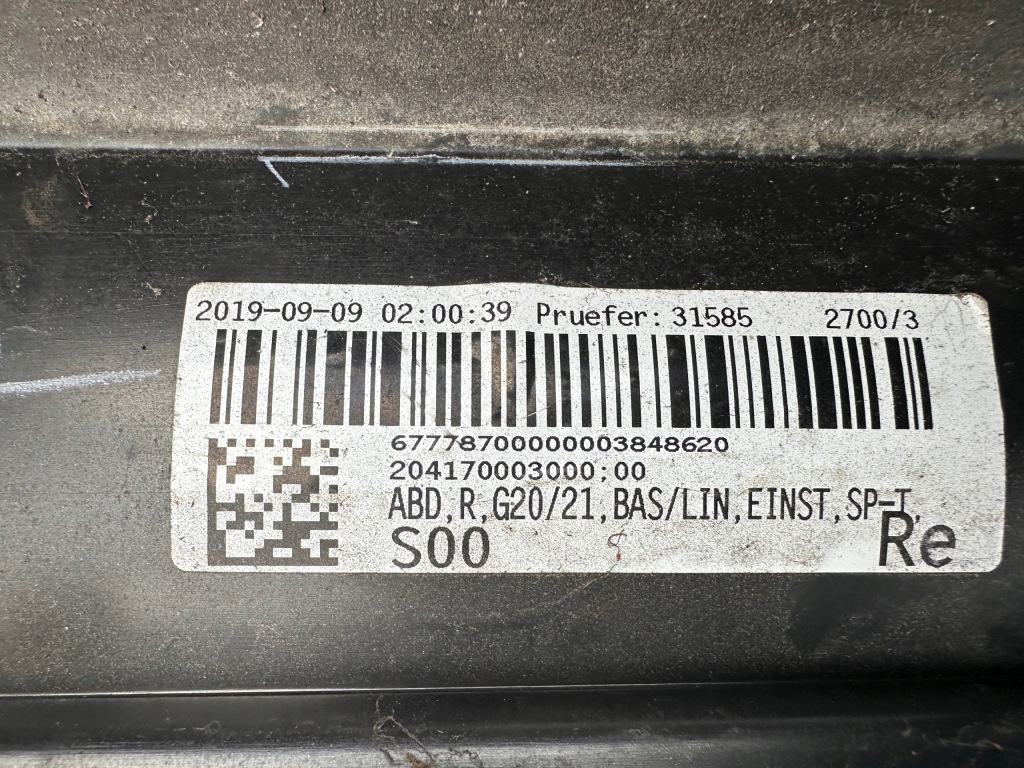 2019-09-09 02:00:39 Pruefer: 31585 2700/3
67778700000003848620
204170003000;00
ABD,R,G20/21,BAS/LIN,EINST,SP-T,
S00 Re